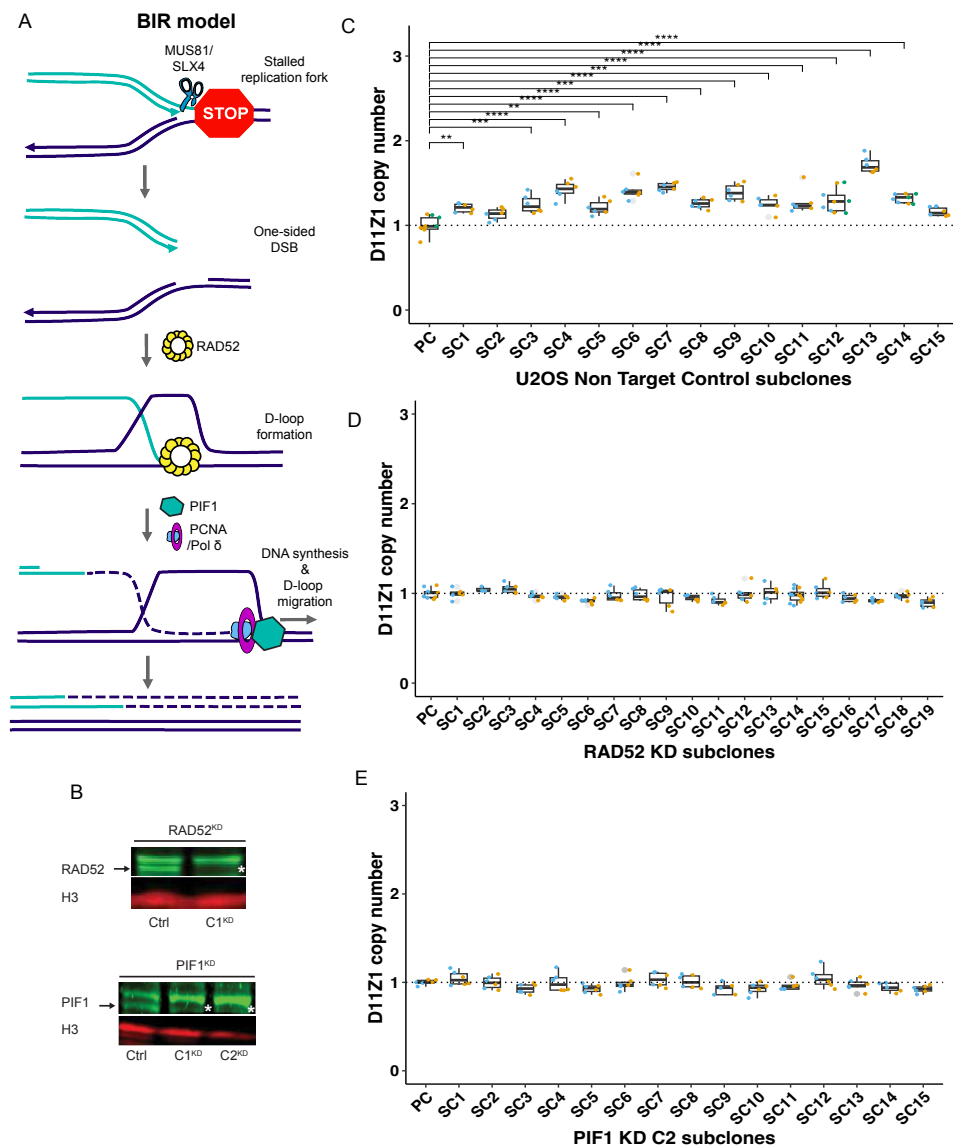 A
BIR model
MUS81/
SLX4
Stalled
replication fork
STOP
One-sided
DSB
RAD52
D-loop
formation
PIF1
PCNA
/Pol δ
DNA synthesis
&
D-loop
migration
B
RAD52KD
RAD52
*
H3
Ctrl C1KD
PIF1KD
PIF1
* *
H3
Ctrl C1KD C2KD
C
D11Z1 copy number
3
2
1
0
****
****
****
***
****
***
****
****
**
****
***
**
PC SC1 SC2 SC3 SC4 SC5 SC6 SC7 SC8 SC9 SC10 SC11 SC12 SC13 SC14 SC15
U2OS Non Target Control subclones
D
D11Z1 copy number
3
2
1
0
PC SC1 SC2 SC3 SC4 SC5 SC6 SC7 SC8 SC9 SC10 SC11 SC12 SC13 SC14 SC15 SC16 SC17 SC18 SC19
RAD52 KD subclones
E
D11Z1 copy number
3
2
1
0
PC SC1 SC2 SC3 SC4 SC5 SC6 SC7 SC8 SC9 SC10 SC11 SC12 SC13 SC14 SC15
PIF1 KD C2 subclones